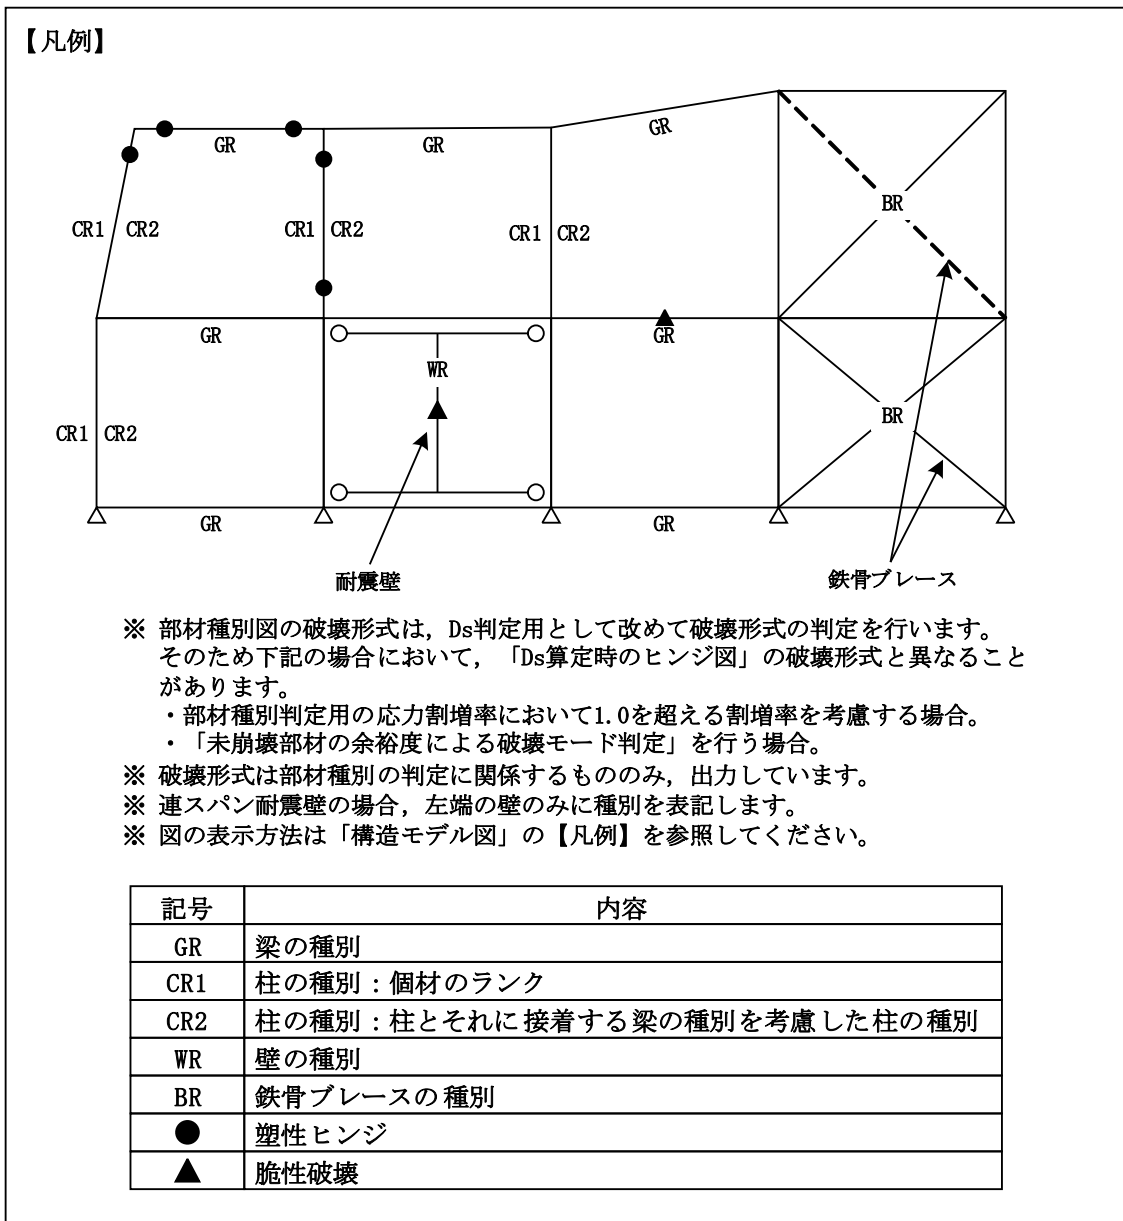 【凡例】
GR
GR
GR
BR
CR1
CR2
CR1
CR2
CR1
CR2
GR
GR
WR
BR
CR1
CR2
GR
GR
耐震壁
鉄骨ブレース
※ 部材種別図の破壊形式は，Ds判定用として改めて破壊形式の判定を行います。
そのため下記の場合において，「Ds算定時のヒンジ図」の破壊形式と異なること
があります。
・部材種別判定用の応力割増率において1.0を超える割増率を考慮する場合。
・「未崩壊部材の余裕度による破壊モード判定」を行う場合。
※ 破壊形式は部材種別の判定に関係するもののみ，出力しています。
※ 連スパン耐震壁の場合，左端の壁のみに種別を表記します。
※ 図の表示方法は「構造モデル図」の【凡例】を参照してください。
記号 内容
GR 梁の種別
CR1 柱の種別：個材のランク
CR2 柱の種別：柱とそれに接着する梁の種別を考慮した柱の種別
WR 壁の種別
BR 鉄骨ブレースの種別
● 塑性ヒンジ
▲ 脆性破壊